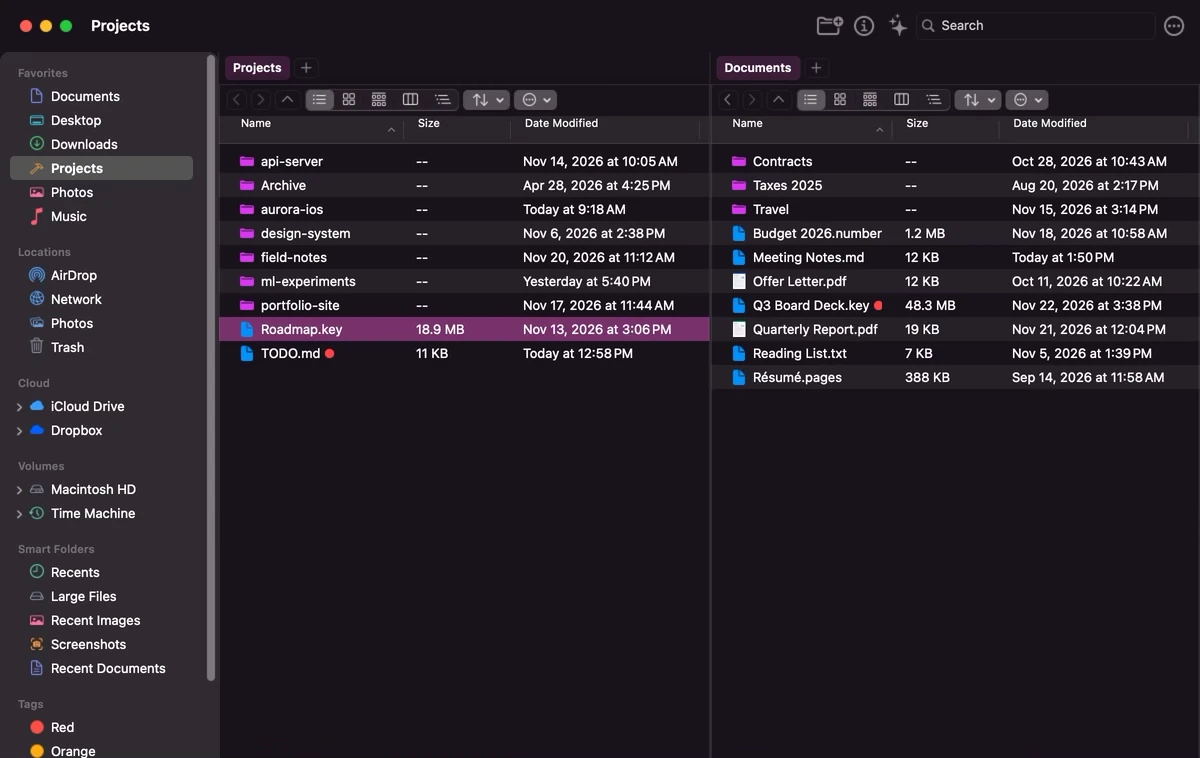 Projects
Search
Favorites
Documents
Desktop
Downloads
Projects
Photos
Music
Locations
AirDrop
Network
Photos
Trash
Cloud
iCloud Drive
Dropbox
Volumes
Macintosh HD
Time Machine
Smart Folders
Recents
Large Files
Recent Images
Screenshots
Recent Documents
Tags
Red
Orange
Projects
Name Size Date Modified
api-server -- Nov 14, 2026 at 10:05 AM
Archive -- Apr 28, 2026 at 4:25 PM
aurora-ios -- Today at 9:18 AM
design-system -- Nov 6, 2026 at 2:38 PM
field-notes -- Nov 20, 2026 at 11:12 AM
ml-experiments -- Yesterday at 5:40 PM
portfolio-site -- Nov 17, 2026 at 11:44 AM
Roadmap.key 18.9 MB Nov 13, 2026 at 3:06 PM
TODO.md 11 KB Today at 12:58 PM
Documents
Name Size Date Modified
Contracts -- Oct 28, 2026 at 10:43 AM
Taxes 2025 -- Aug 20, 2026 at 2:17 PM
Travel -- Nov 15, 2026 at 3:14 PM
Budget 2026.number 1.2 MB Nov 18, 2026 at 10:58 AM
Meeting Notes.md 12 KB Today at 1:50 PM
Offer Letter.pdf 12 KB Oct 11, 2026 at 10:22 AM
Q3 Board Deck.key 48.3 MB Nov 22, 2026 at 3:38 PM
Quarterly Report.pdf 19 KB Nov 21, 2026 at 12:04 PM
Reading List.txt 7 KB Nov 5, 2026 at 1:39 PM
Résumé.pages 388 KB Sep 14, 2026 at 11:58 AM